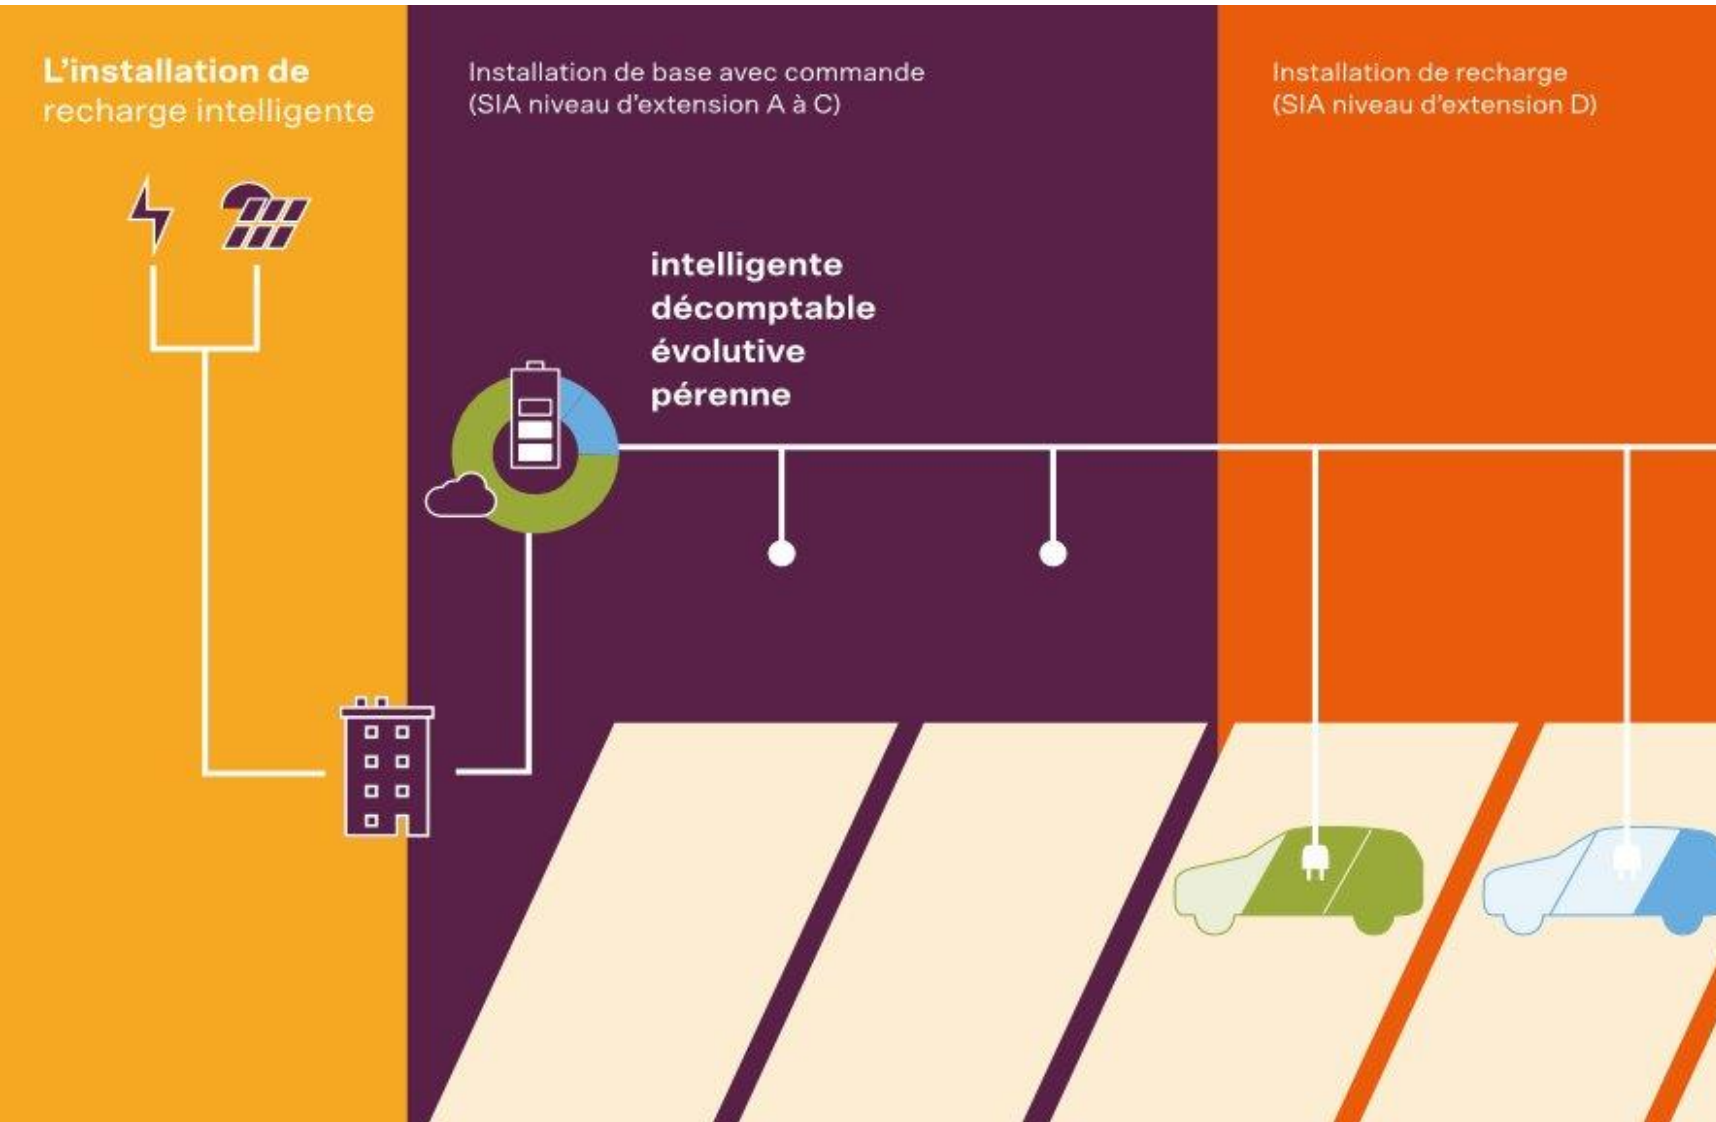 L'installation de
recharge intelligente
Installation de base avec commande
(SIA niveau d'extension A à C)
Installation de recharge
(SIA niveau d'extension D)
intelligente
décomptable
évolutive
pérenne